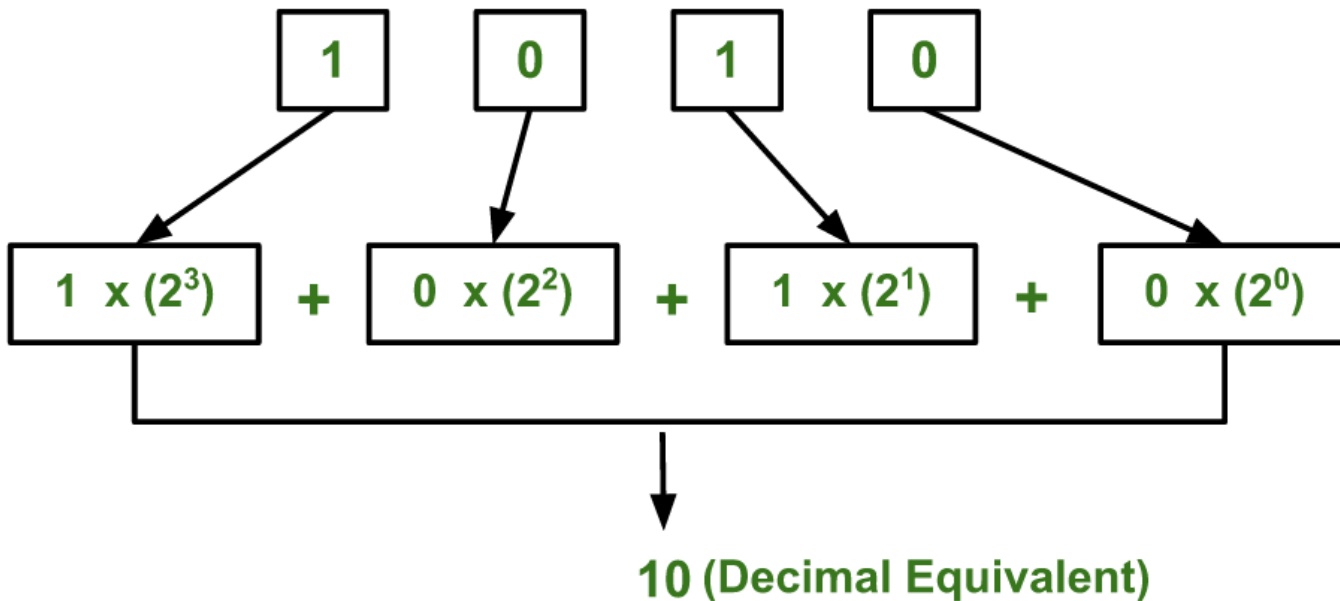 1 0 1 0
1 x (2³) + 0 x (2²) + 1 x (2¹) + 0 x (2⁰)
10 (Decimal Equivalent)